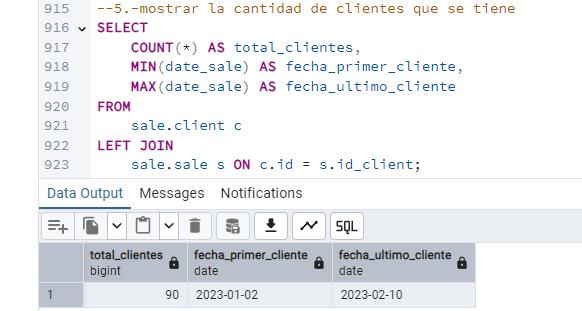 915 --5.-mostrar la cantidad de clientes que se tiene
916 SELECT
917 COUNT(*) AS total_clientes,
918 MIN(date_sale) AS fecha_primer_cliente,
919 MAX(date_sale) AS fecha_ultimo_cliente
920 FROM
921 sale.client c
922 LEFT JOIN
923 sale.sale s ON c.id = s.id_client;
Data Output Messages Notifications
SQL
total_clientes fecha_primer_cliente fecha_ultimo_cliente
bigint date date
1 90 2023-01-02 2023-02-10